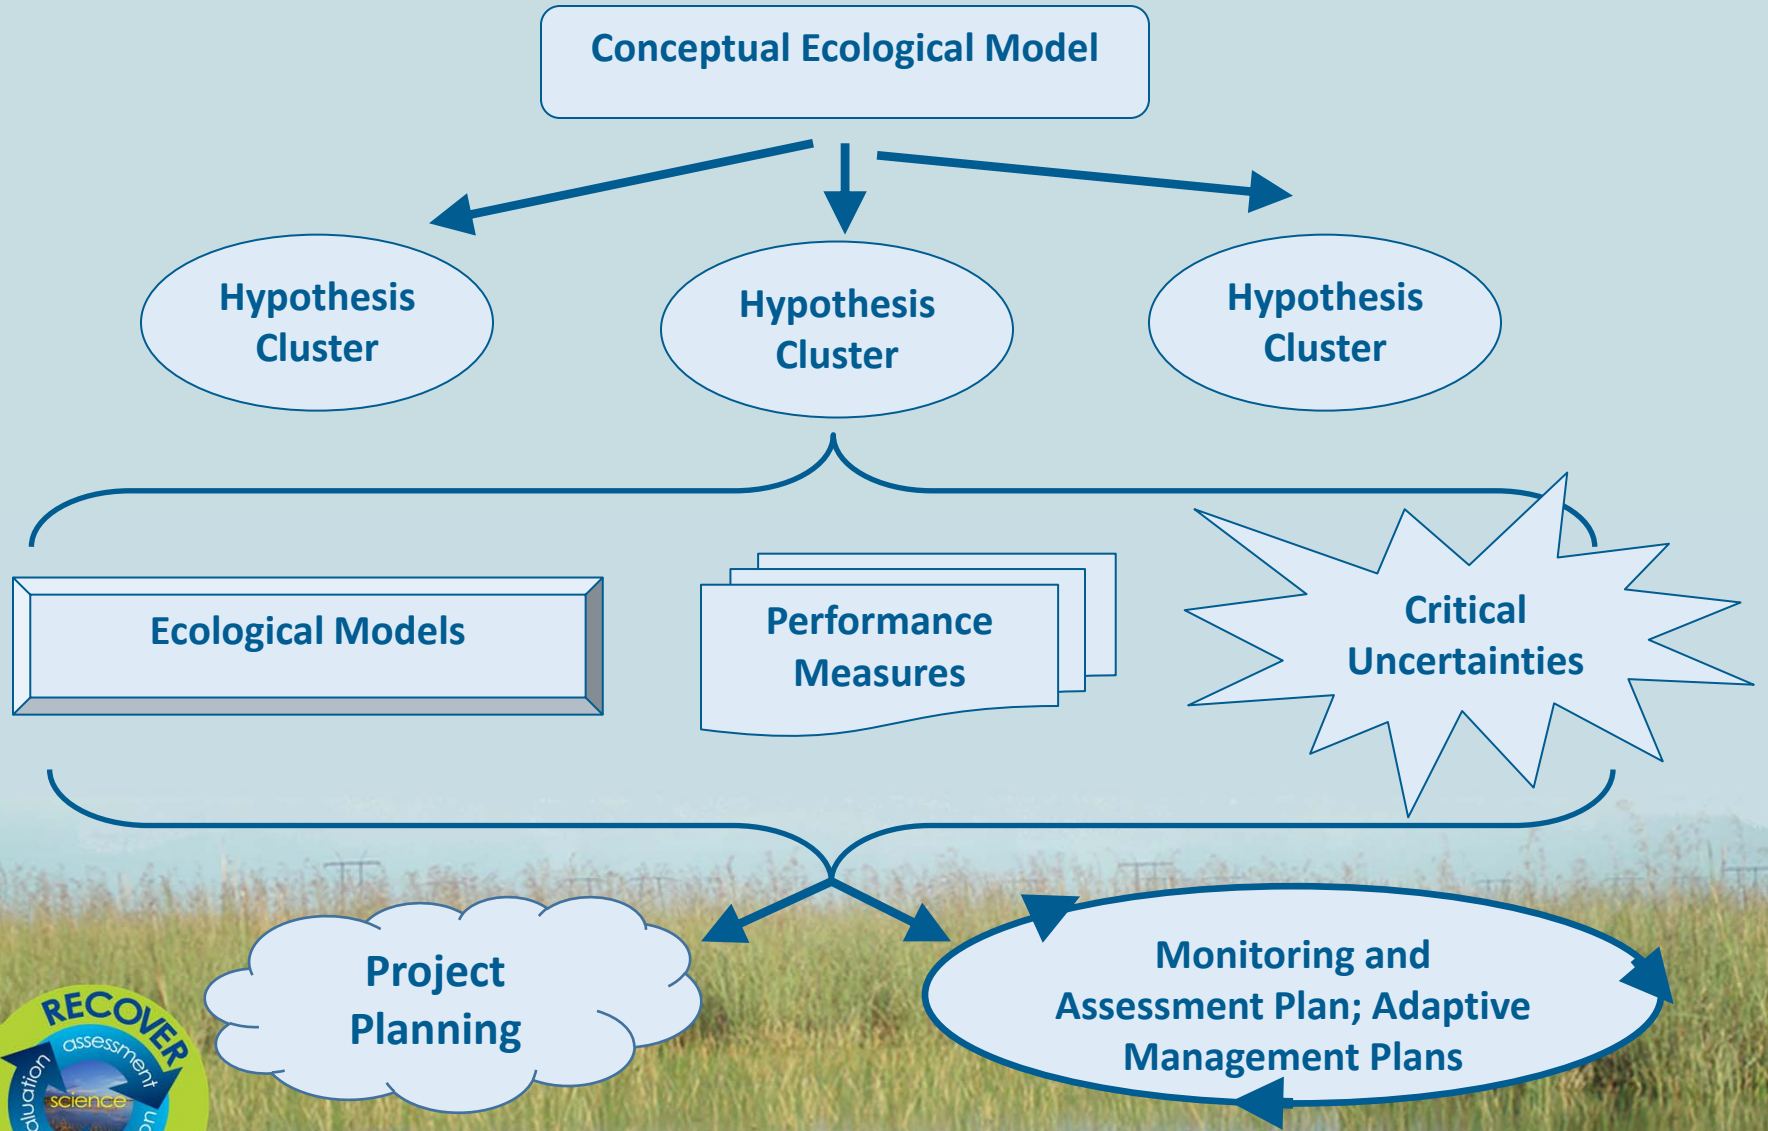 Conceptual Ecological Model
Hypothesis
Cluster
Hypothesis
Cluster
Hypothesis
Cluster
Ecological Models
Performance
Measures
Critical
Uncertainties
Project
Planning
Monitoring and
Assessment Plan; Adaptive
Management Plans
RECOVER
assessment
science